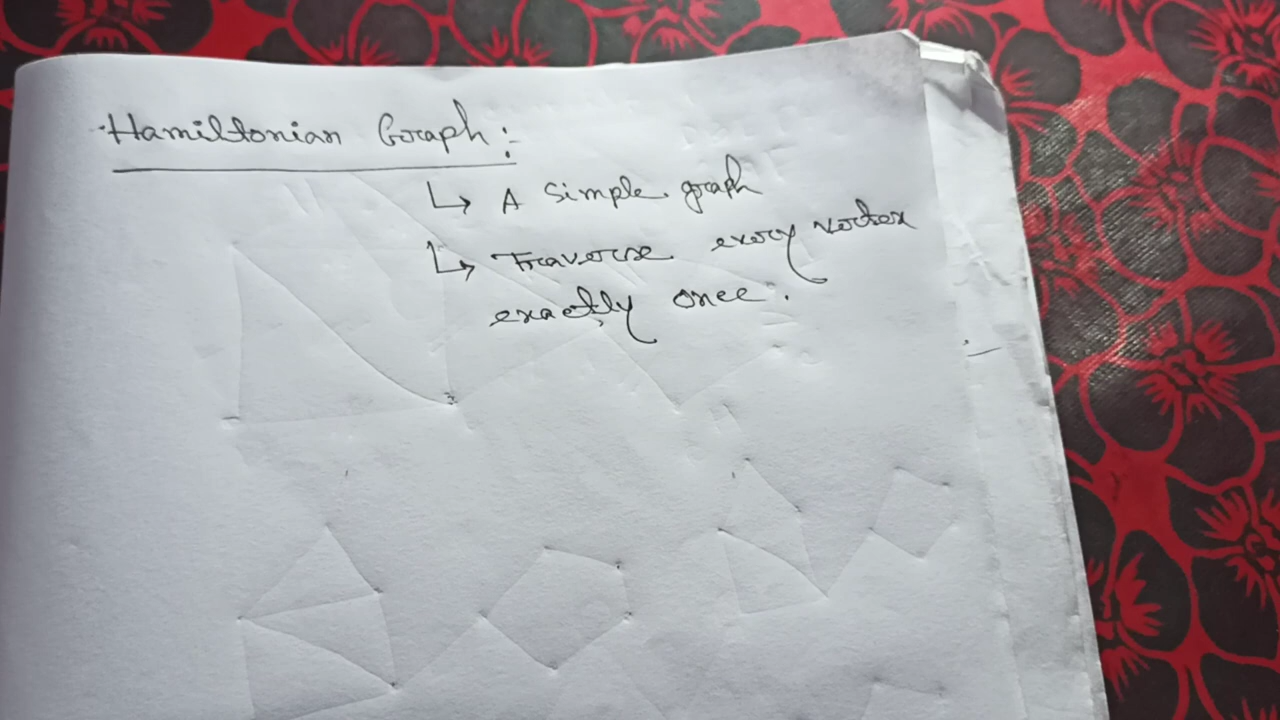 Hamiltonian Graph:
↳ A simple graph
↳ Traverse every vertex
exactly once.